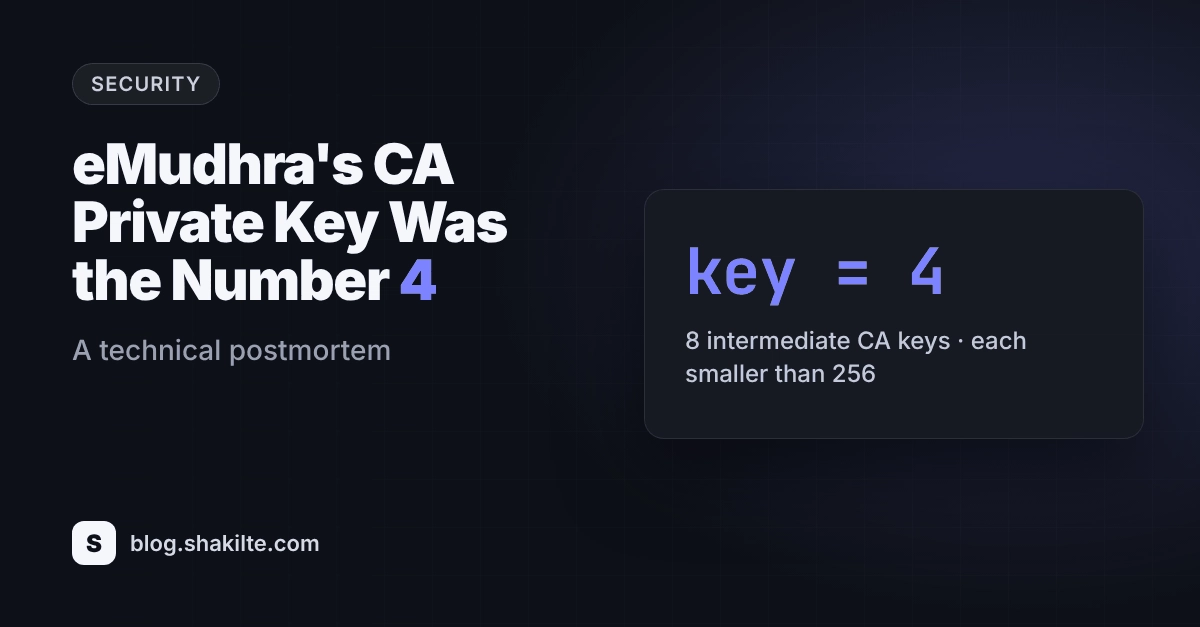 SECURITY
eMudhra's CA
Private Key Was
the Number 4
A technical postmortem
key = 4
8 intermediate CA keys · each
smaller than 256
S
blog.shakilte.com